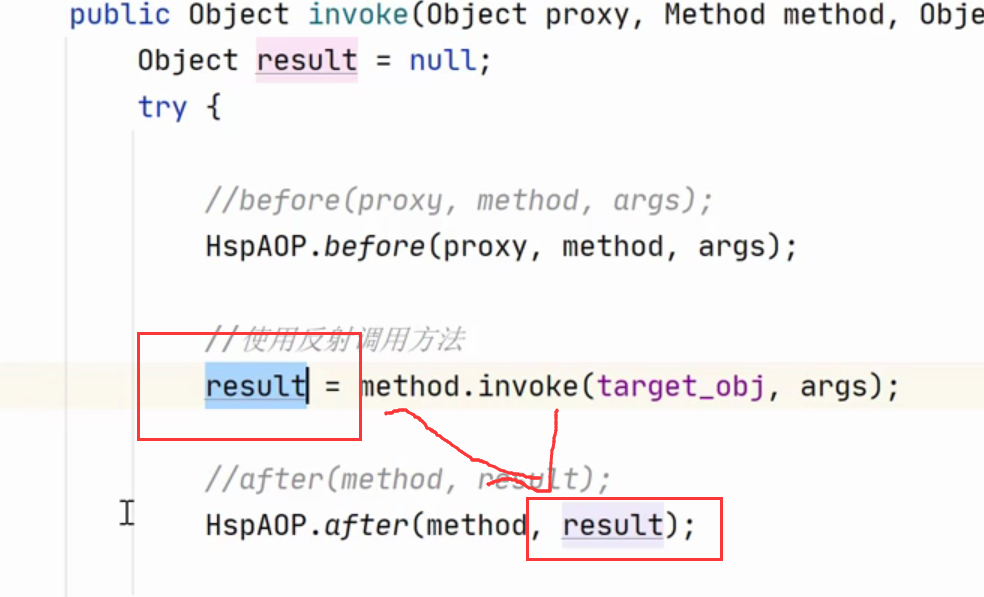 public Object invoke(Object proxy, Method method, Obje
Object result = null;
try {
//before(proxy, method, args);
HspAOP.before(proxy, method, args);
//使用反射调用方法
result = method.invoke(target_obj, args);
//after(method, result);
HspAOP.after(method, result);